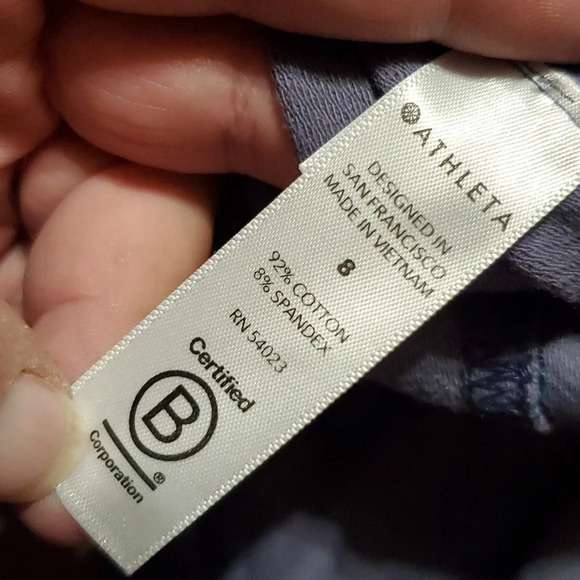 ATHLETA
DESIGNED IN
SAN FRANCISCO
MADE IN VIETNAM
8
92% COTTON
8% SPANDEX
RN 54023
Certified
B
®
Corporation